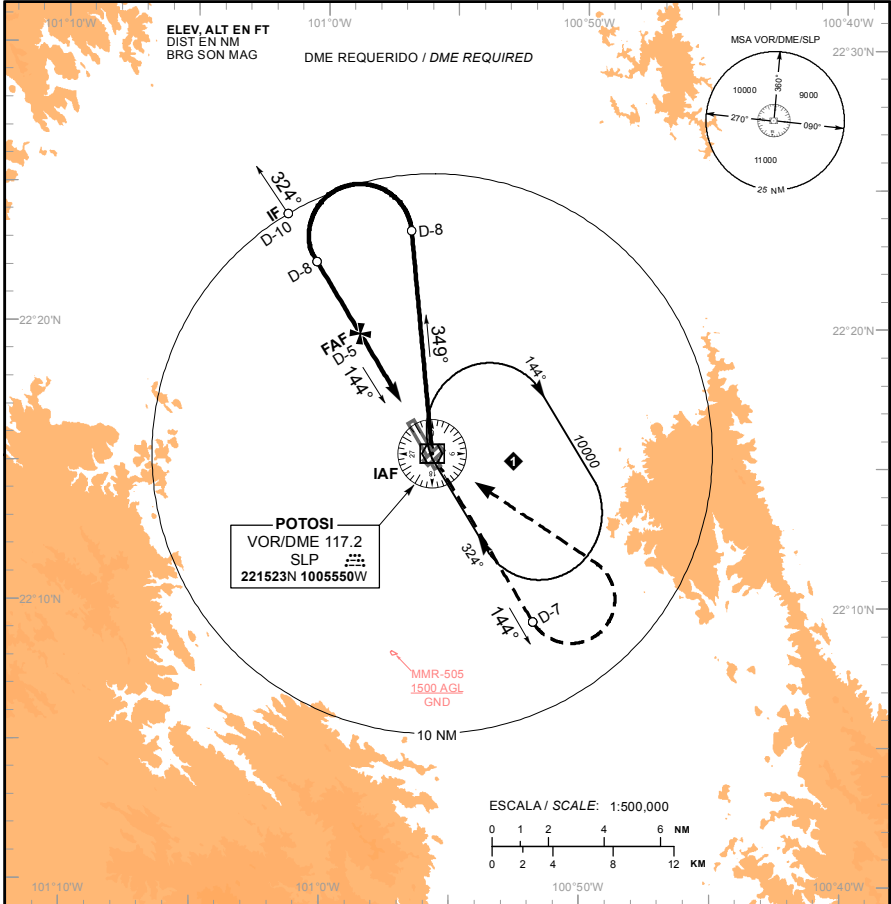 101°10'W
101°0'W
100°50'W
100°40'W
ELEV, ALT EN FT
DIST EN NM
BRG SON MAG
DME REQUERIDO / DME REQUIRED
MSA VOR/DME/SLP
22°30'N
10000
360°
9000
270°
090°
11000
25 NM
324°
IF
D-10
D-8
D-8
22°20'N
22°20'N
FAF
D-5
144°
349°
144°
10000
1
IAF
27
9
18
POTOSI
VOR/DME 117.2
SLP
221523N 1005550W
324°
22°10'N
22°10'N
144°
D-7
MMR-505
1500 AGL
GND
10 NM
ESCALA / SCALE: 1:500,000
0 1 2 4 6 NM
0 2 4 8 12 KM
101°10'W
101°0'W
100°50'W
100°40'W